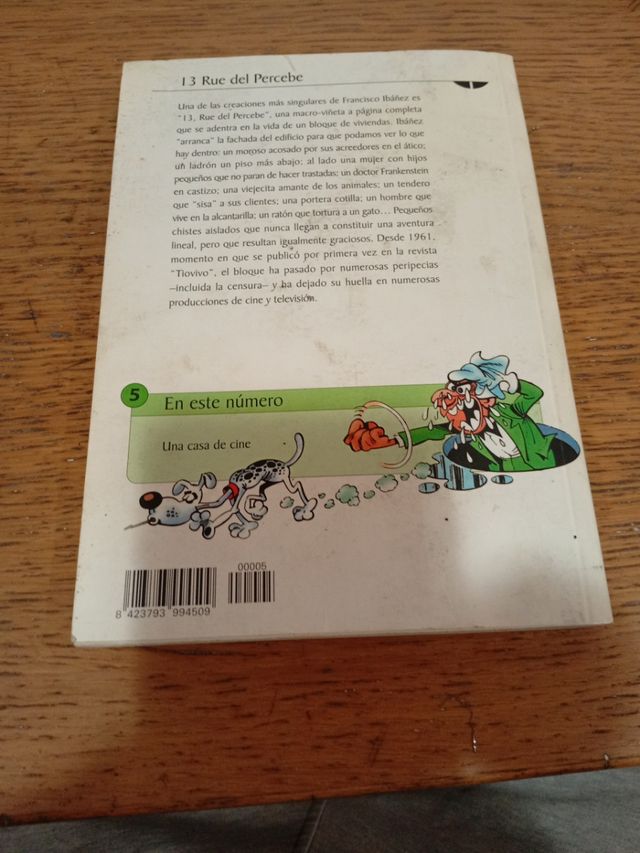 13 Rue del Percebe
Una de las creaciones más singulares de Francisco Ibáñez es
"13, Rue del Percebe", una macro-viñeta a página completa
que se adentra en la vida de un bloque de viviendas. Ibáñez
"arranca" la fachada del edificio para que podamos ver lo que
hay dentro: un moroso acosado por sus acreedores en el ático;
un ladrón un piso más abajo; al lado una mujer con hijos
pequeños que no paran de hacer trastadas; un doctor Frankenstein
en castizo; una viejecita amante de los animales; un tendero
que "sisa" a sus clientes; una portera cotilla; un hombre que
vive en la alcantarilla; un ratón que tortura a un gato... Pequeños
chistes aislados que nunca llegan a constituir una aventura
lineal, pero que resultan igualmente graciosos. Desde 1961,
momento en que se publicó por primera vez en la revista
"Tiovivo", el bloque ha pasado por numerosas peripecias
–incluida la censura– y ha dejado su huella en numerosas
producciones de cine y televisión.
5
En este número
Una casa de cine
00005
8 423793 994509